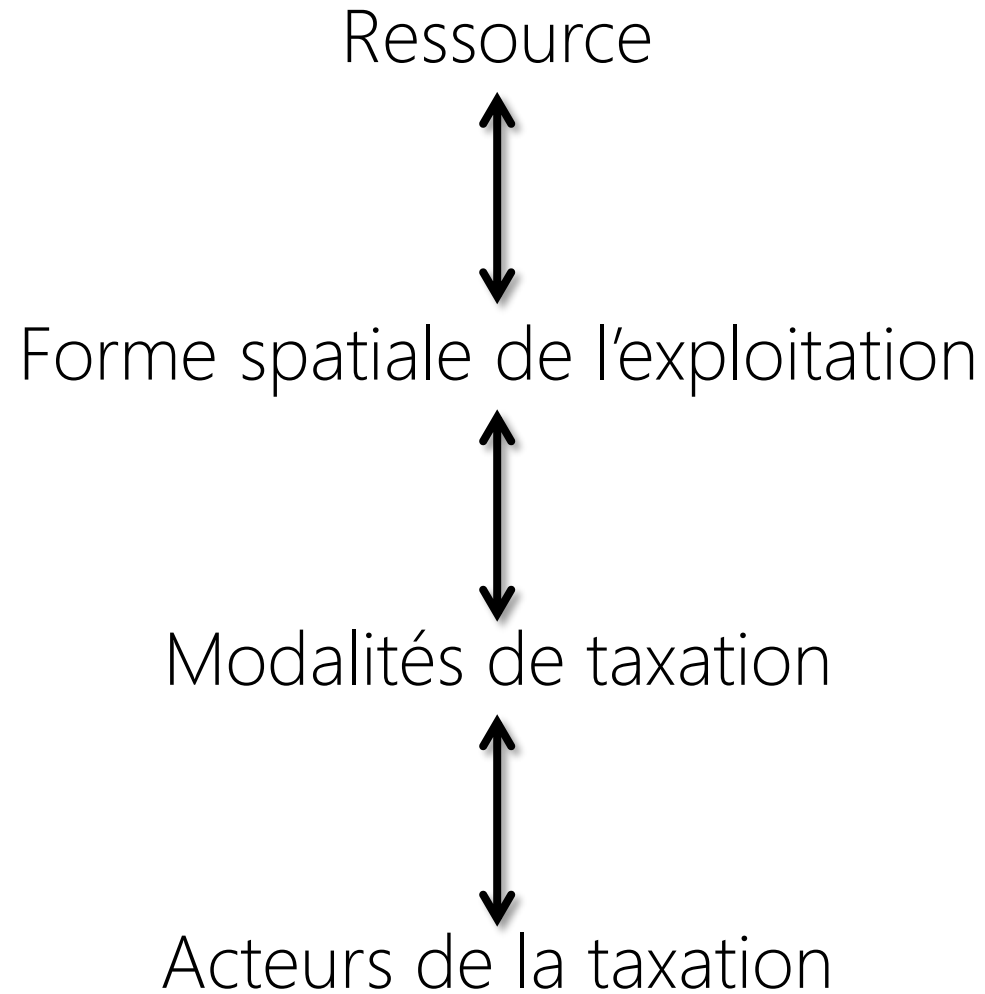 Ressource
Forme spatiale de l'exploitation
Modalités de taxation
Acteurs de la taxation